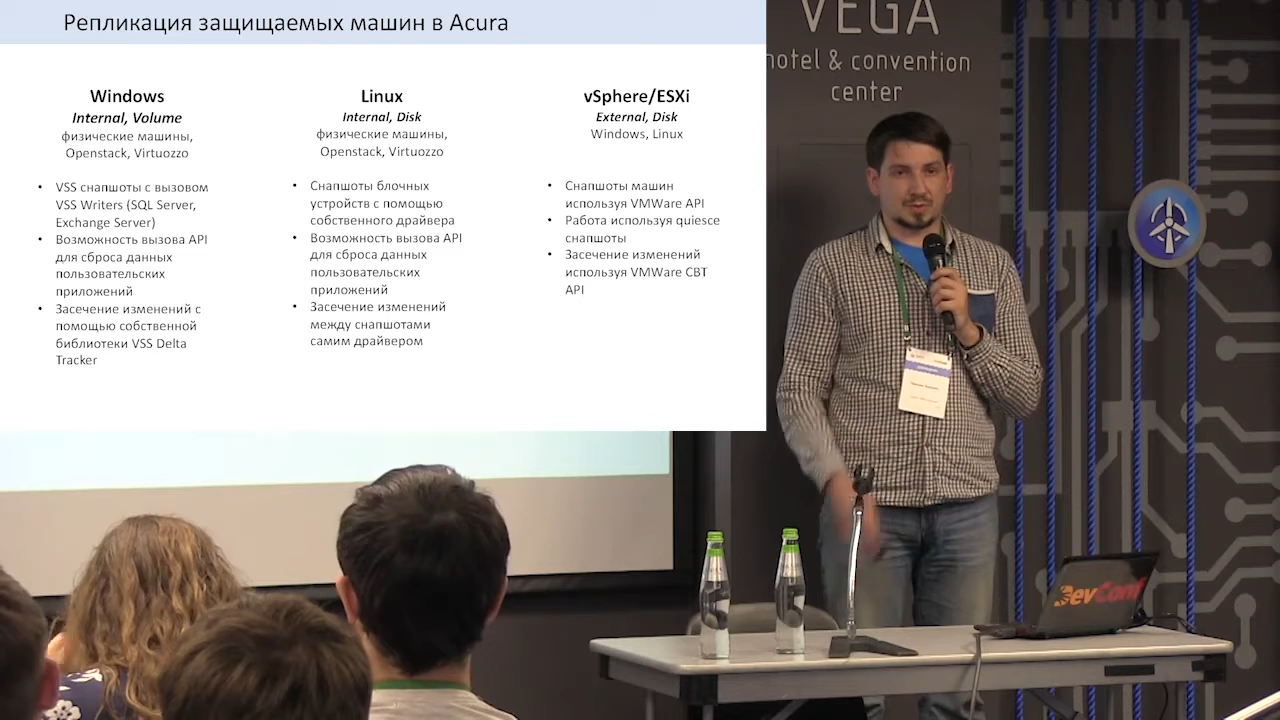 Репликация защищаемых машин в Acura
Windows
Internal, Volume
физические машины,
Openstack, Virtuozzo
• VSS снапшоты с вызовом
VSS Writers (SQL Server,
Exchange Server)
• Возможность вызова API
для сброса данных
пользовательских
приложений
• Засечение изменений с
помощью собственной
библиотеки VSS Delta
Tracker
Linux
Internal, Disk
физические машины,
Openstack, Virtuozzo
• Снапшоты блочных
устройств с помощью
собственного драйвера
• Возможность вызова API
для сброса данных
пользовательских
приложений
• Засечение изменений
между снапшотами
самим драйвером
vSphere/ESXi
External, Disk
Windows, Linux
• Снапшоты машин
используя VMWare API
• Работа используя quiesce
снапшоты
• Засечение изменений
используя VMWare CBT
API
VEGA
hotel & convention
center
DevConf